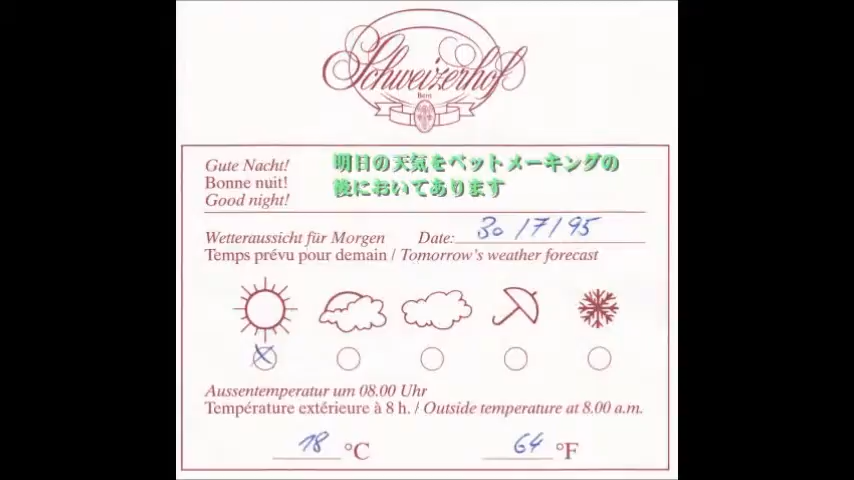 Schweizerhof
Bern
Gute Nacht!
Bonne nuit!
Good night!
明日の天気をベットメーキングの
後においてあります
Wetteraussicht für Morgen Date: 30/7/95
Temps prévu pour demain / Tomorrow's weather forecast
Aussentemperatur um 08.00 Uhr
Température extérieure à 8 h. / Outside temperature at 8.00 a.m.
18 °C 64 °F